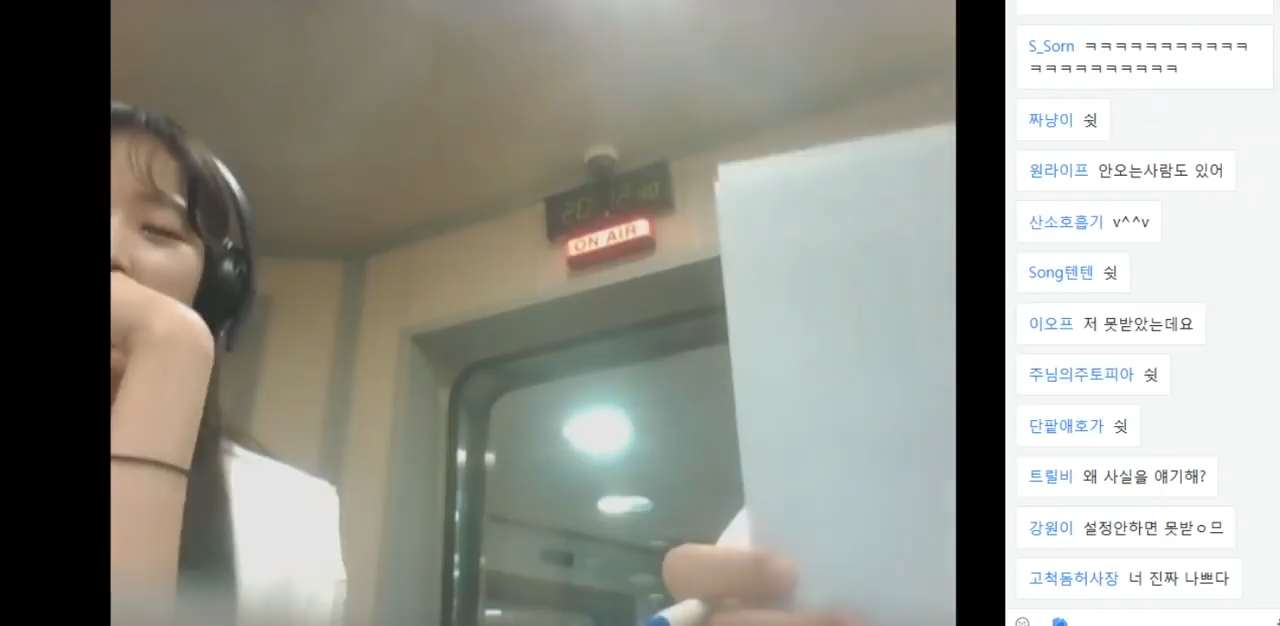 ON AIR
S_Sorn ㅋㅋㅋㅋㅋㅋㅋㅋㅋㅋㅋ
ㅋㅋㅋㅋㅋㅋㅋㅋㅋㅋ
짜냥이 쉿
원라이프 안오는사람도 있어
산소호흡기 v^^v
Song텐텐 쉿
이오프 저 못받았는데요
주님의주토피아 쉿
단팥애호가 쉿
트릴비 왜 사실을 얘기해?
강원이 설정안하면 못받ㅇ므
고척돔허사장 너 진짜 나쁘다